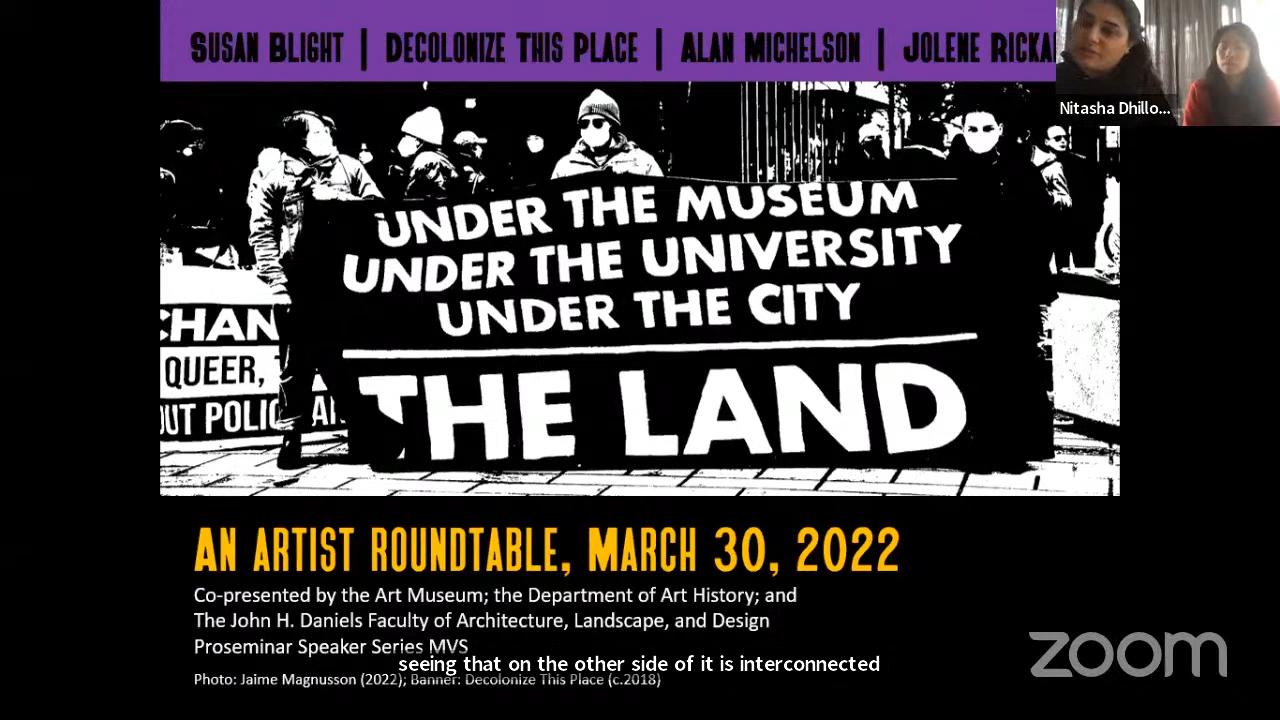 SUSAN BLIGHT | DECOLONIZE THIS PLACE | ALAN MICHELSON | JOLENE RICKA
Nitasha Dhillo...
UNDER THE MUSEUM
UNDER THE UNIVERSITY
UNDER THE CITY
THE LAND
CHAN
QUEER,
OUT POLIC
AN ARTIST ROUNDTABLE, MARCH 30, 2022
Co-presented by the Art Museum; the Department of Art History; and
The John H. Daniels Faculty of Architecture, Landscape, and Design
Proseminar Speaker Series MVS
seeing that on the other side of it is interconnected
Photo: Jaime Magnusson (2022); Banner: Decolonize This Place (c.2018)
zoom